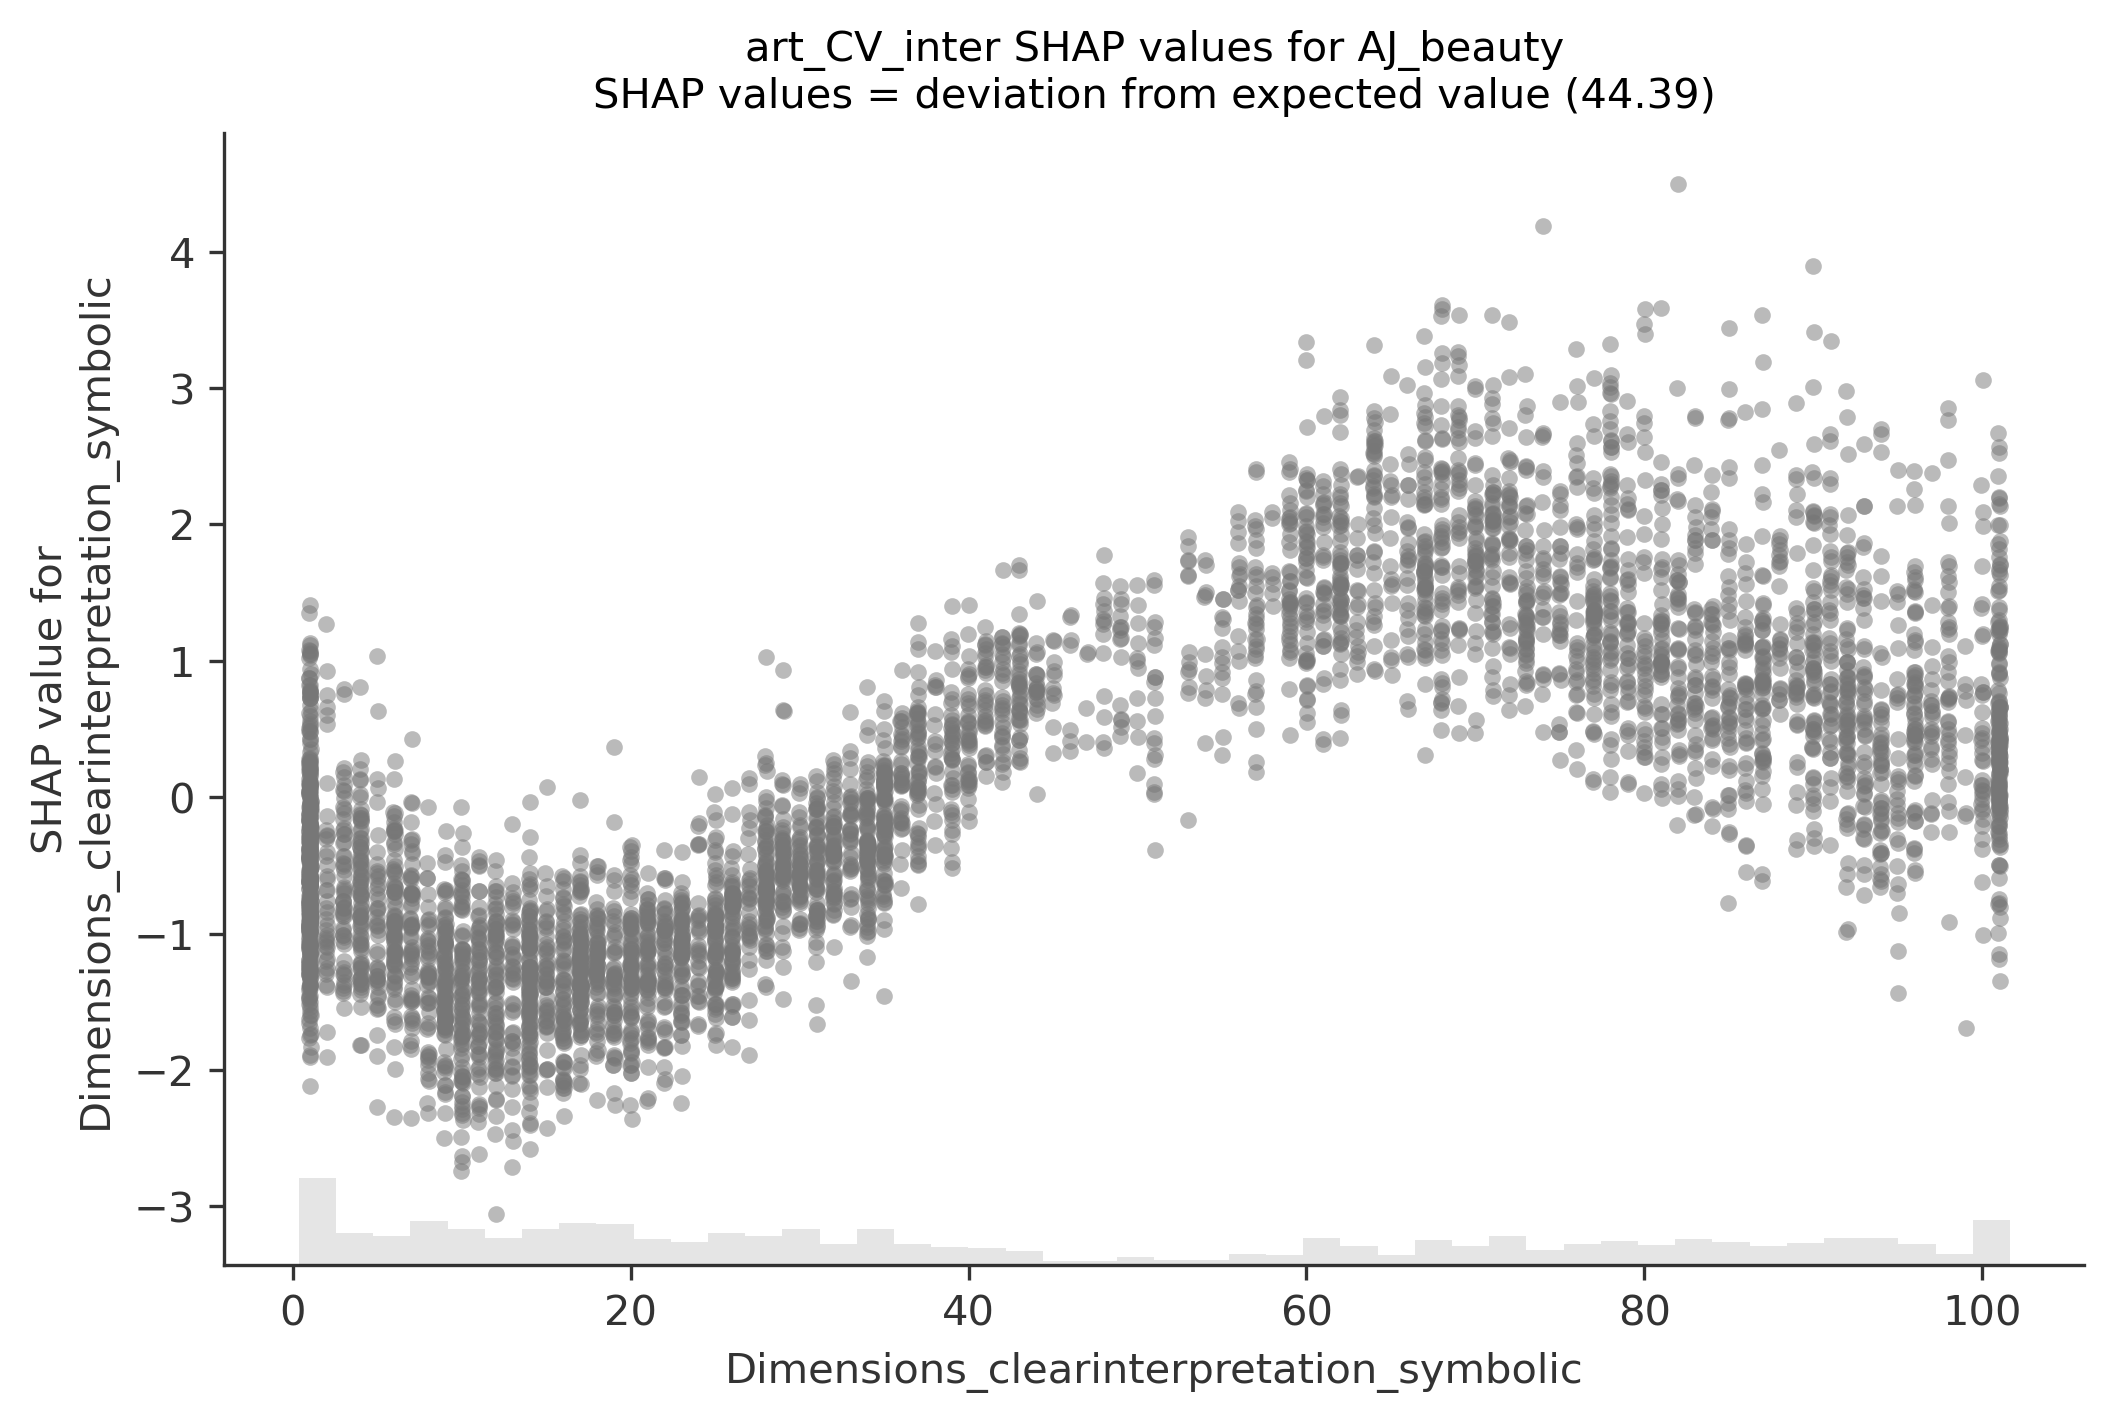 art_CV_inter SHAP values for AJ_beauty
SHAP values = deviation from expected value (44.39)
SHAP value for
Dimensions_clearinterpretation_symbolic
4
3
2
1
0
−1
−2
−3
0 20 40 60 80 100
Dimensions_clearinterpretation_symbolic